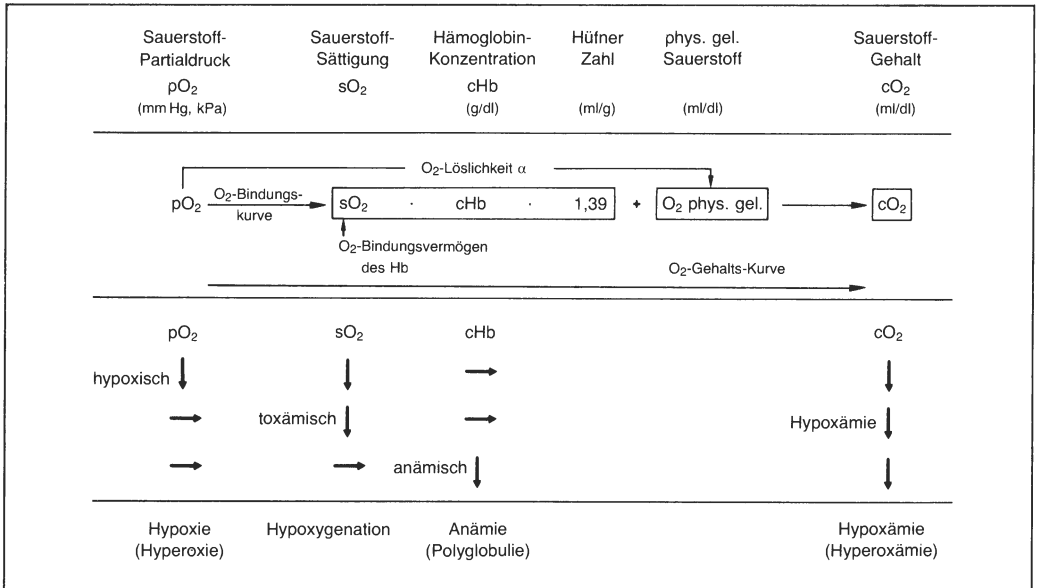 Sauerstoff- Sauerstoff- Hämoglobin- Hüfner phys. gel. Sauerstoff-
Partialdruck Sättigung Konzentration Zahl Sauerstoff Gehalt
pO₂ sO₂ cHb cO₂
(mm Hg, kPa) (g/dl) (ml/g) (ml/dl) (ml/dl)
O₂-Löslichkeit α
O₂-Bindungs-
pO₂ sO₂ · cHb · 1,39 + O₂ phys. gel. cO₂
kurve
O₂-Bindungsvermögen
des Hb O₂-Gehalts-Kurve
pO₂ sO₂ cHb cO₂
hypoxisch
toxämisch Hypoxämie
anämisch
Hypoxie Hypoxygenation Anämie Hypoxämie
(Hyperoxie) (Polyglobulie) (Hyperoxämie)